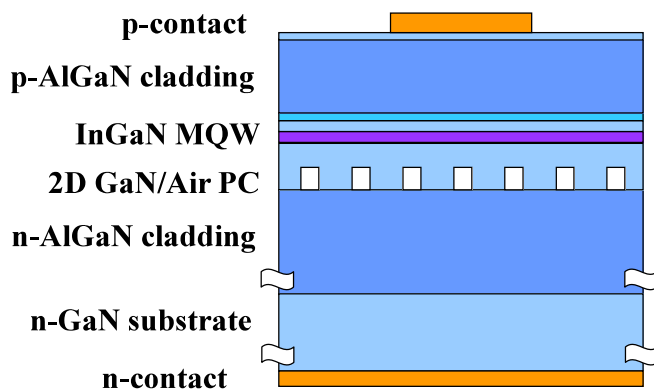 p-contact
p-AlGaN cladding
InGaN MQW
2D GaN/Air PC
n-AlGaN cladding
n-GaN substrate
n-contact